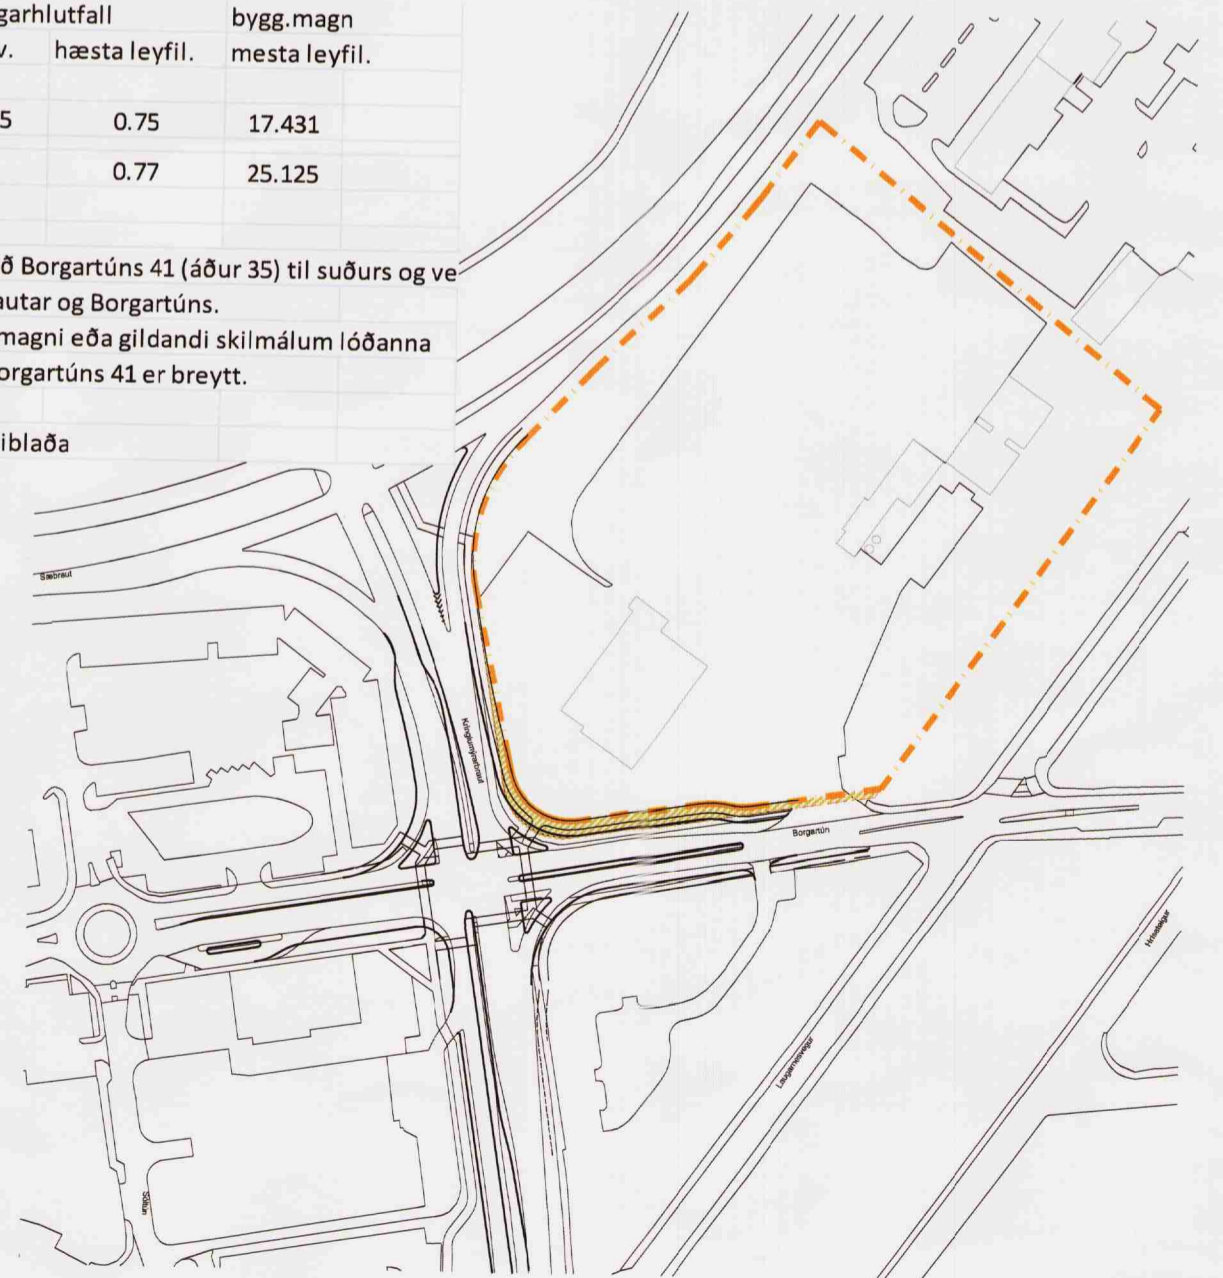 garhlutfall bygg.magn
v. hæsta leyfil. mesta leyfil.
5 0.75 17.431
0.77 25.125
ð Borgartúns 41 (áður 35) til suðurs og ve
autar og Borgartúns.
magni eða gildandi skilmálum lóðanna
orgartúns 41 er breytt.
iblaða
Sæbraut
Kringlumýrarbraut
Borgartún
Hrísateigur
Laugarnesvegur
Sóltún